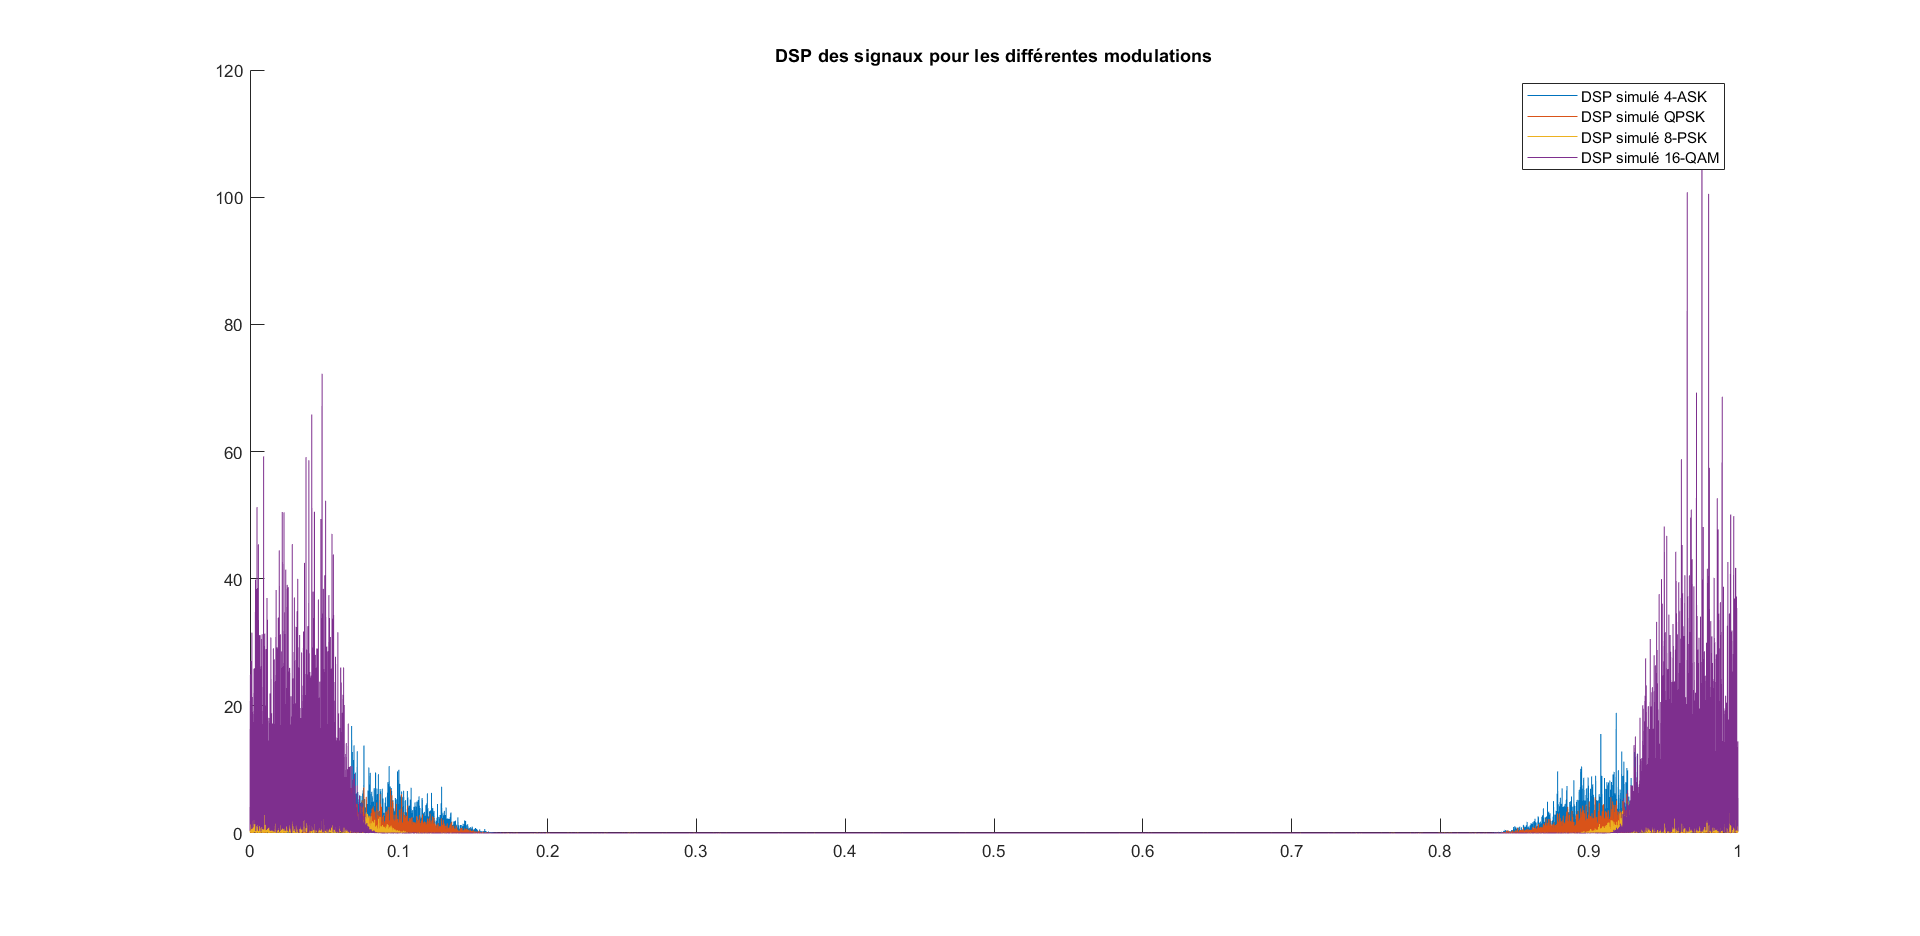 DSP des signaux pour les différentes modulations
120
100
80
60
40
20
0
DSP simulé 4-ASK
DSP simulé QPSK
DSP simulé 8-PSK
DSP simulé 16-QAM
0 0.1 0.2 0.3 0.4 0.5 0.6 0.7 0.8 0.9 1